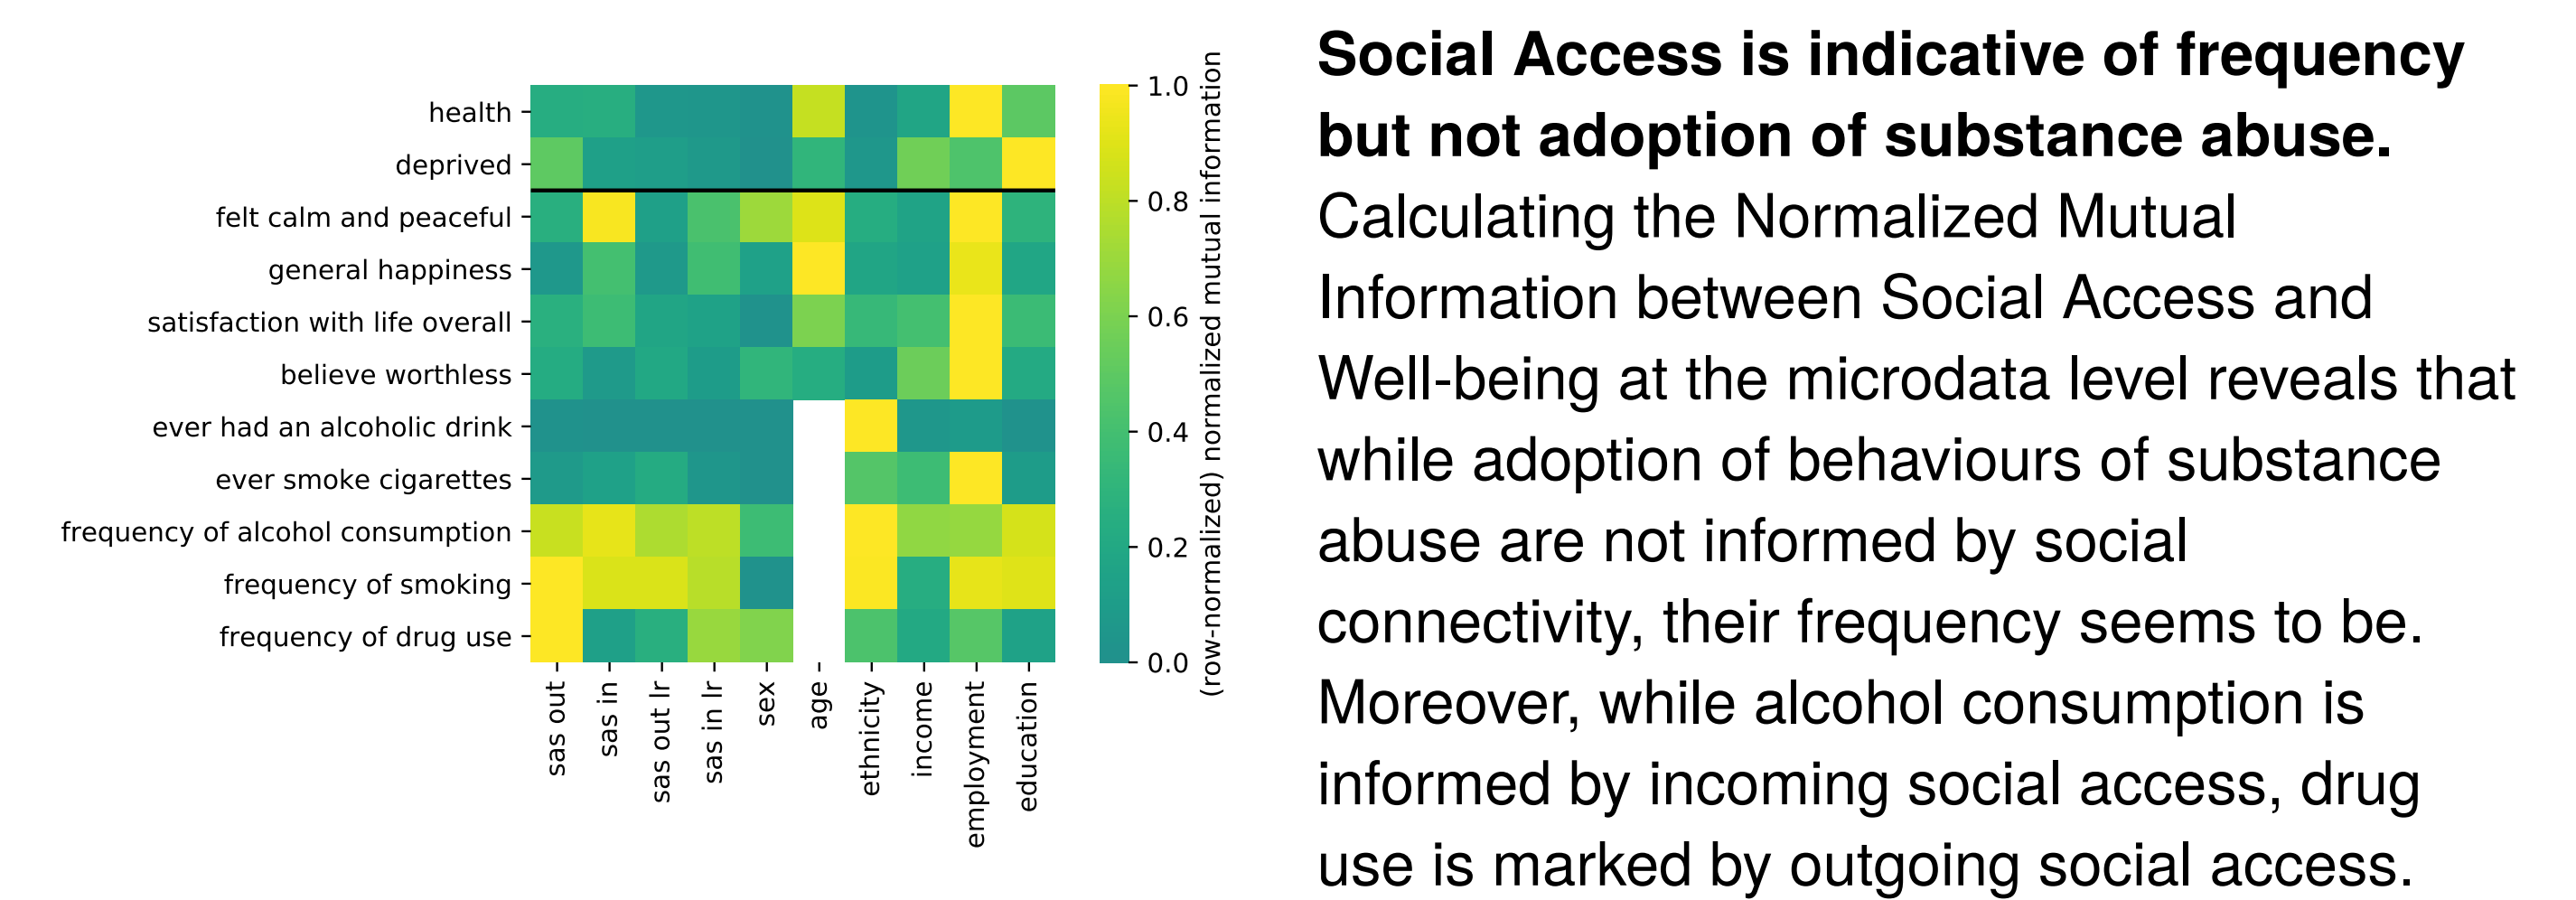 health
deprived
felt calm and peaceful
general happiness
satisfaction with life overall
believe worthless
ever had an alcoholic drink
ever smoke cigarettes
frequency of alcohol consumption
frequency of smoking
frequency of drug use
sas out
sas in
sas out lr
sas in lr
sex
age
ethnicity
income
employment
education
1.0
0.8
0.6
0.4
0.2
0.0
(row-normalized) normalized mutual information
Social Access is indicative of frequency
but not adoption of substance abuse.
Calculating the Normalized Mutual
Information between Social Access and
Well-being at the microdata level reveals that
while adoption of behaviours of substance
abuse are not informed by social
connectivity, their frequency seems to be.
Moreover, while alcohol consumption is
informed by incoming social access, drug
use is marked by outgoing social access.